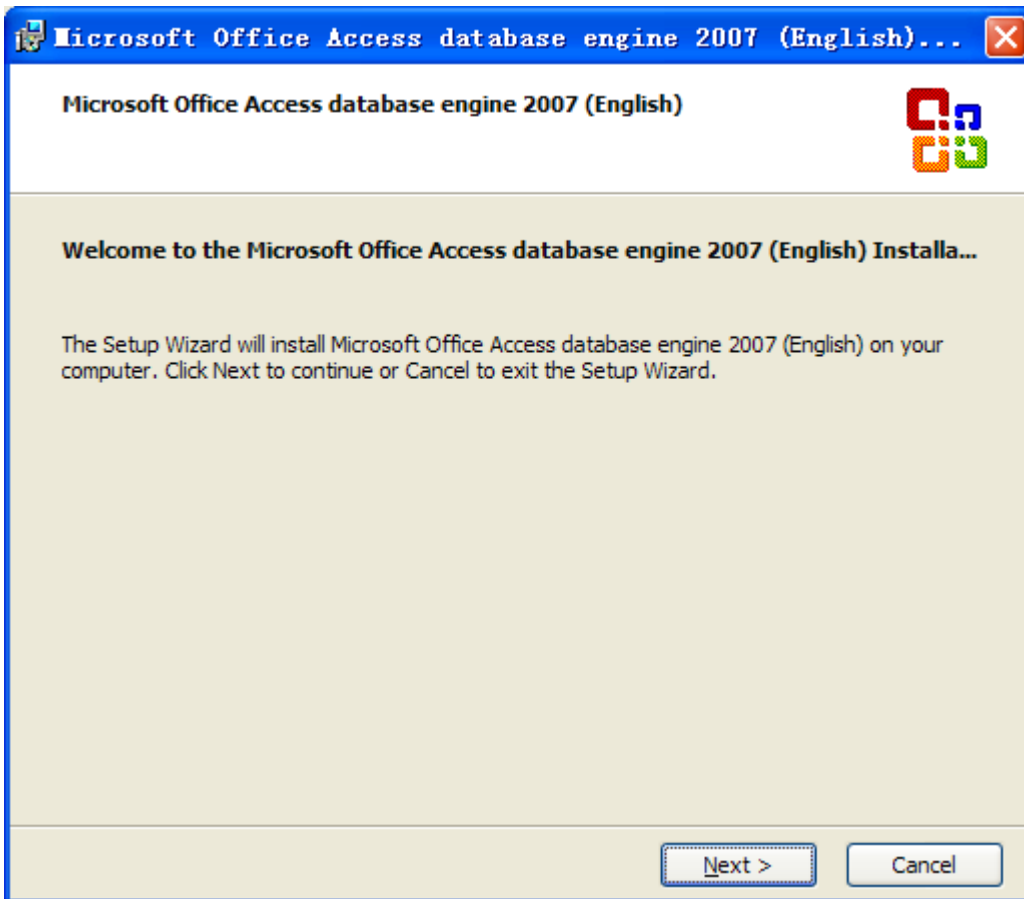 Microsoft Office Access database engine 2007 (English)...
Microsoft Office Access database engine 2007 (English)
Welcome to the Microsoft Office Access database engine 2007 (English) Installa...
The Setup Wizard will install Microsoft Office Access database engine 2007 (English) on your
computer. Click Next to continue or Cancel to exit the Setup Wizard.
Next > Cancel